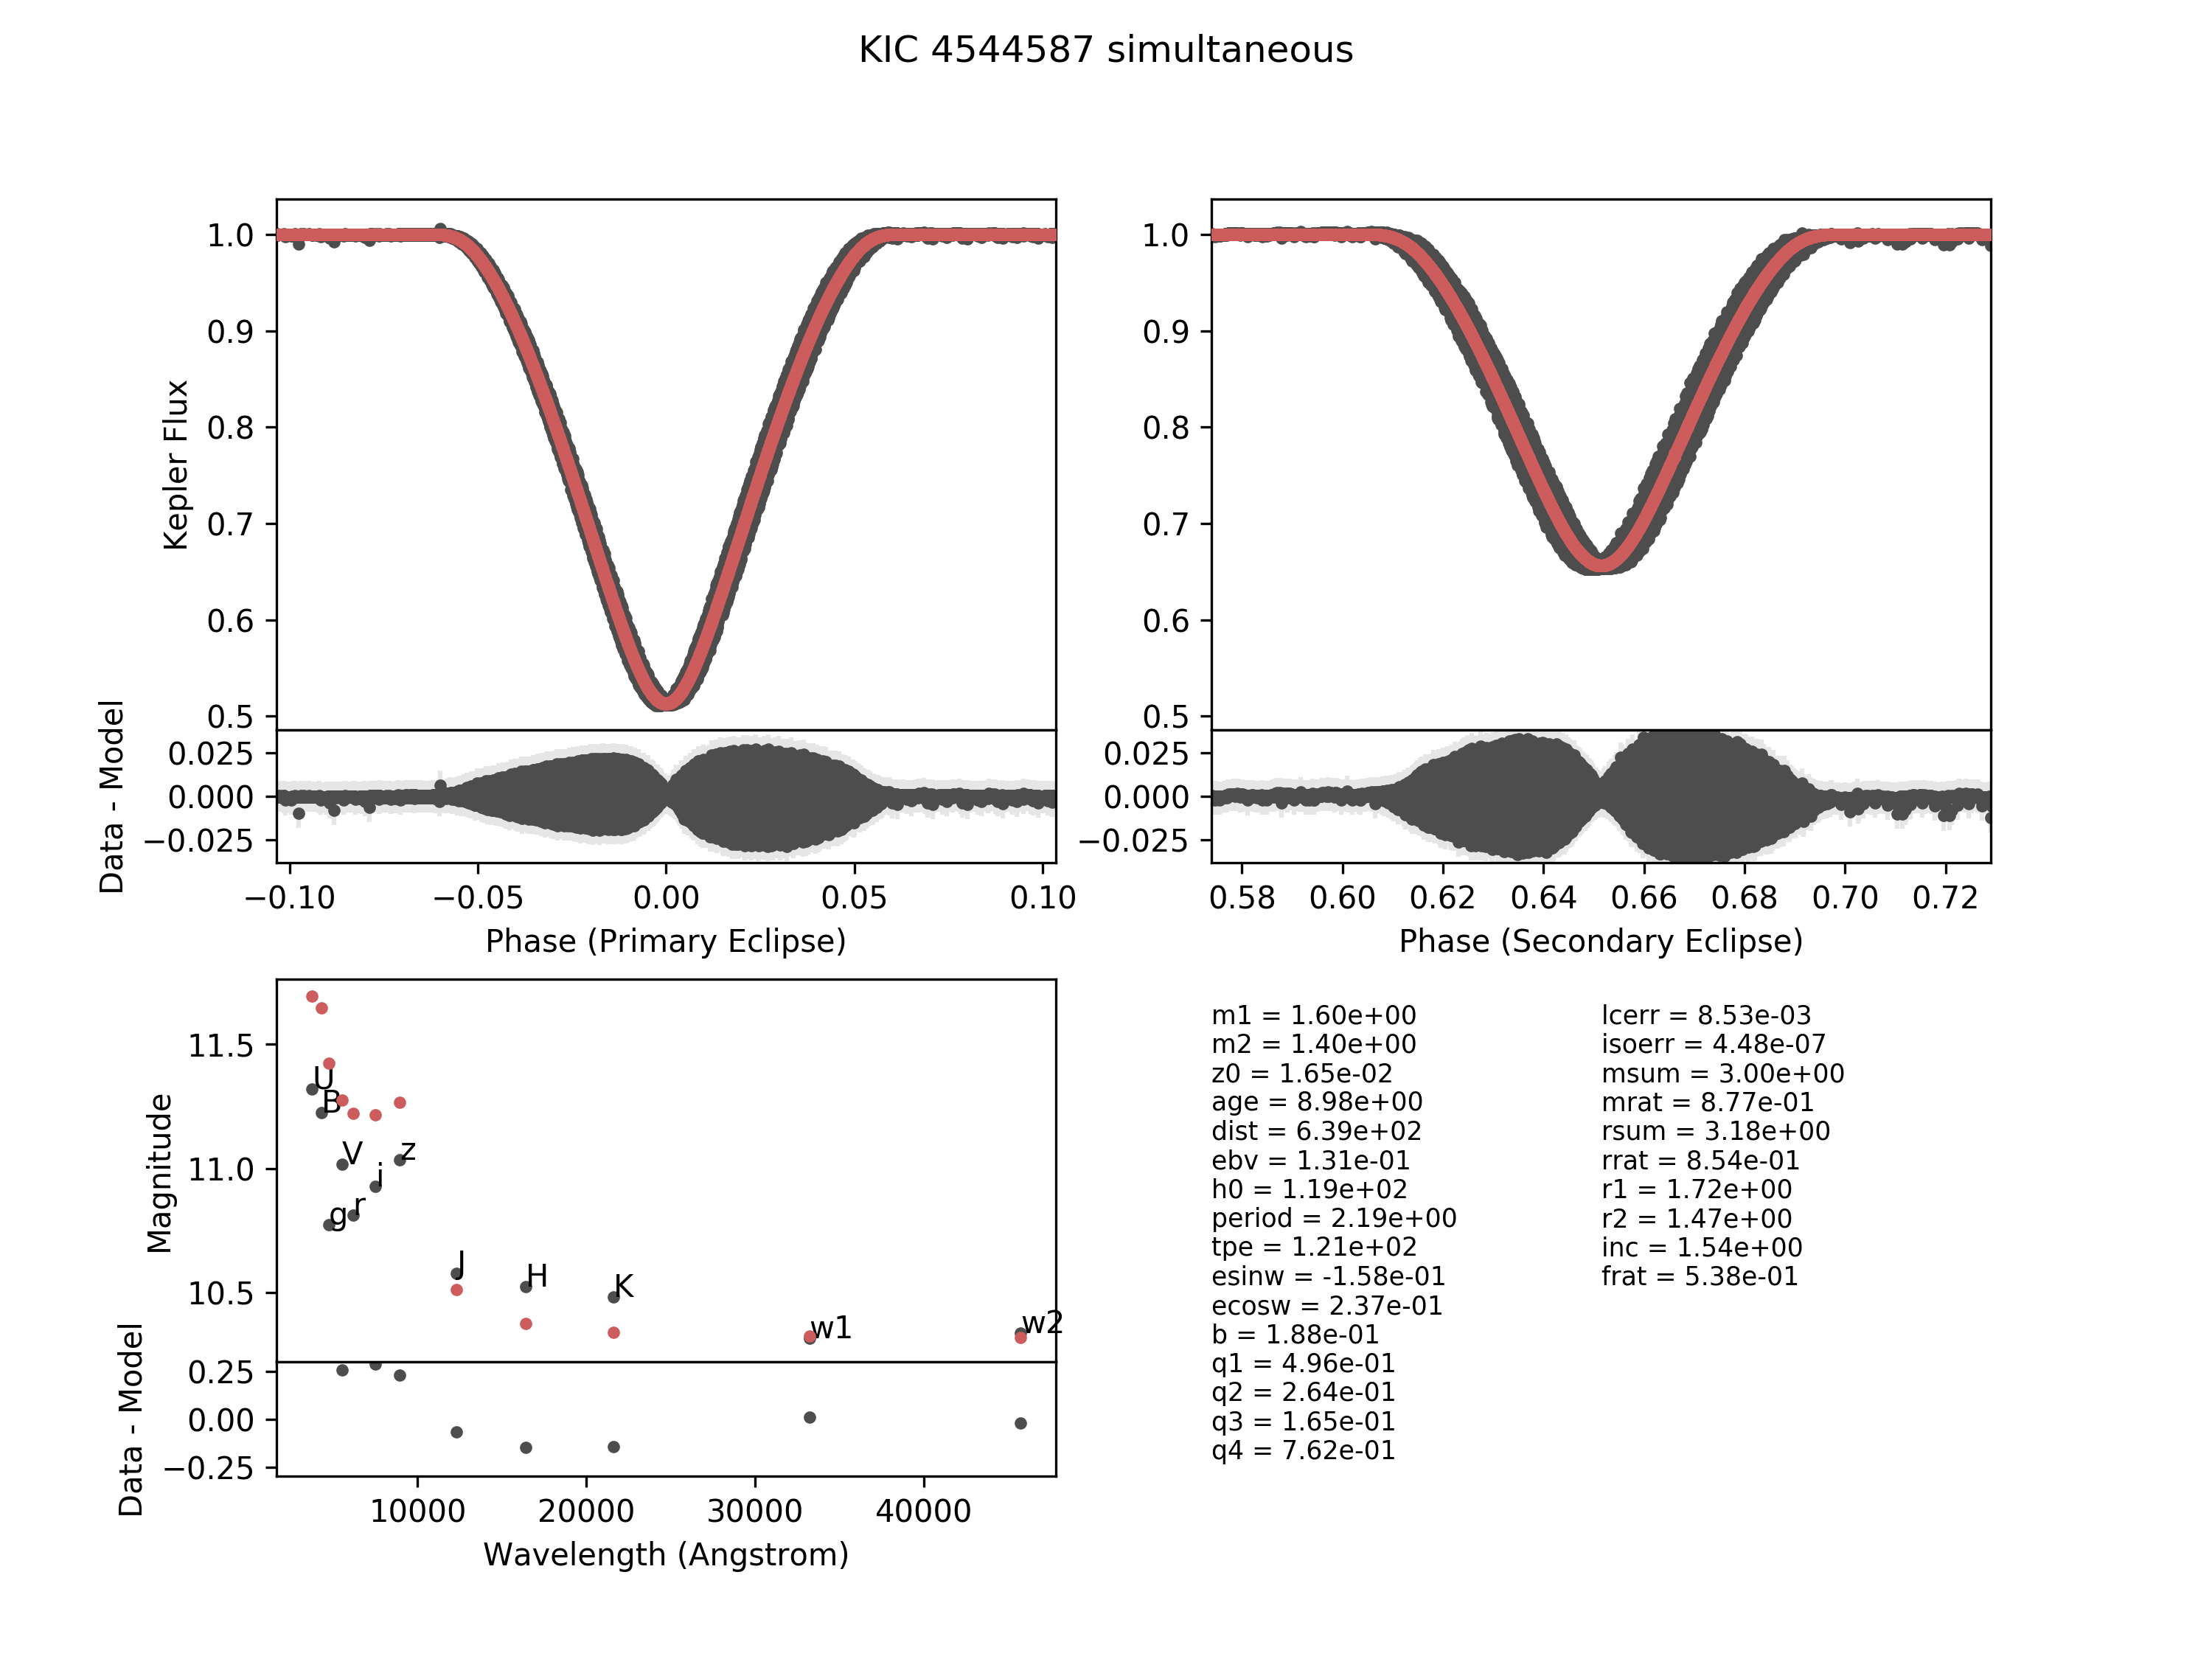 KIC 4544587 simultaneous
1.0
0.9
0.8
0.7
0.6
0.5
Kepler Flux
0.025
0.000
−0.025
Data - Model
−0.10 −0.05 0.00 0.05 0.10
Phase (Primary Eclipse)
1.0
0.9
0.8
0.7
0.6
0.5
0.025
0.000
−0.025
0.58 0.60 0.62 0.64 0.66 0.68 0.70 0.72
Phase (Secondary Eclipse)
11.5
11.0
10.5
Magnitude
U
B
V
z
i
r
g
J
H
K
w1
w2
0.25
0.00
−0.25
Data - Model
10000 20000 30000 40000
Wavelength (Angstrom)
m1 = 1.60e+00
m2 = 1.40e+00
z0 = 1.65e-02
age = 8.98e+00
dist = 6.39e+02
ebv = 1.31e-01
h0 = 1.19e+02
period = 2.19e+00
tpe = 1.21e+02
esinw = -1.58e-01
ecosw = 2.37e-01
b = 1.88e-01
q1 = 4.96e-01
q2 = 2.64e-01
q3 = 1.65e-01
q4 = 7.62e-01
lcerr = 8.53e-03
isoerr = 4.48e-07
msum = 3.00e+00
mrat = 8.77e-01
rsum = 3.18e+00
rrat = 8.54e-01
r1 = 1.72e+00
r2 = 1.47e+00
inc = 1.54e+00
frat = 5.38e-01